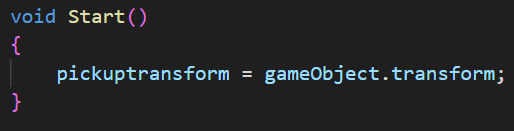 void Start()
{
    pickuptransform = gameObject.transform;
}